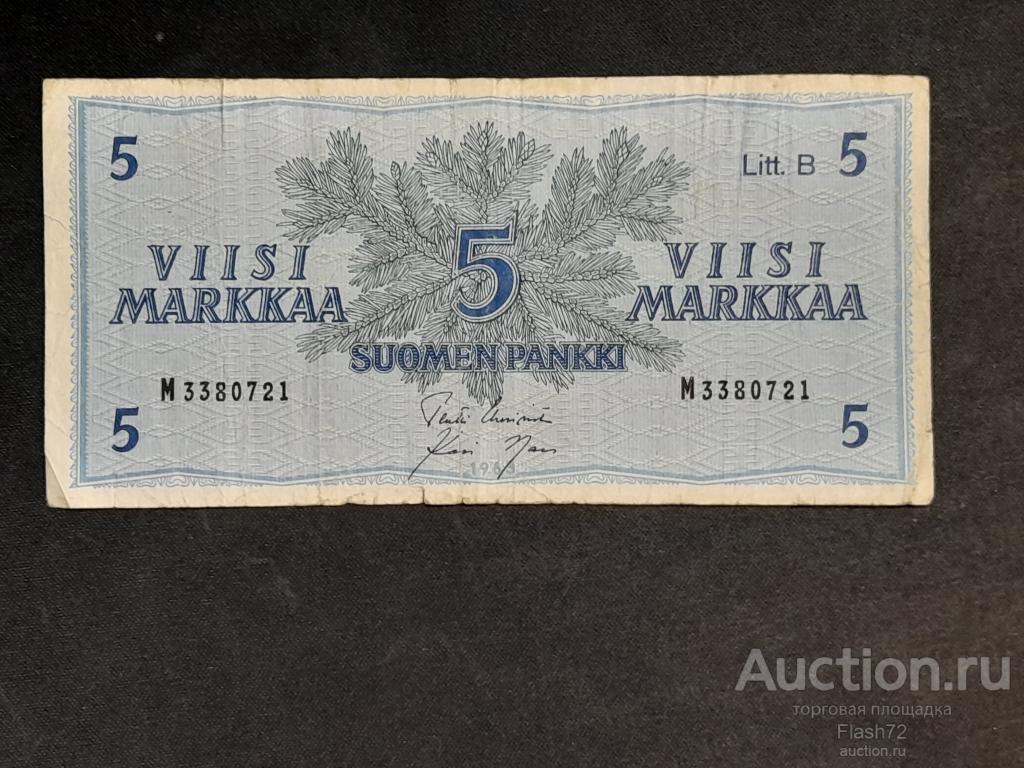 5
Litt. B 5
VIISI
MARKKAA
5
VIISI
MARKKAA
SUOMEN PANKKI
M3380721
M3380721
5
5
Auction.ru
торговая площадка
Flash72
auction.ru